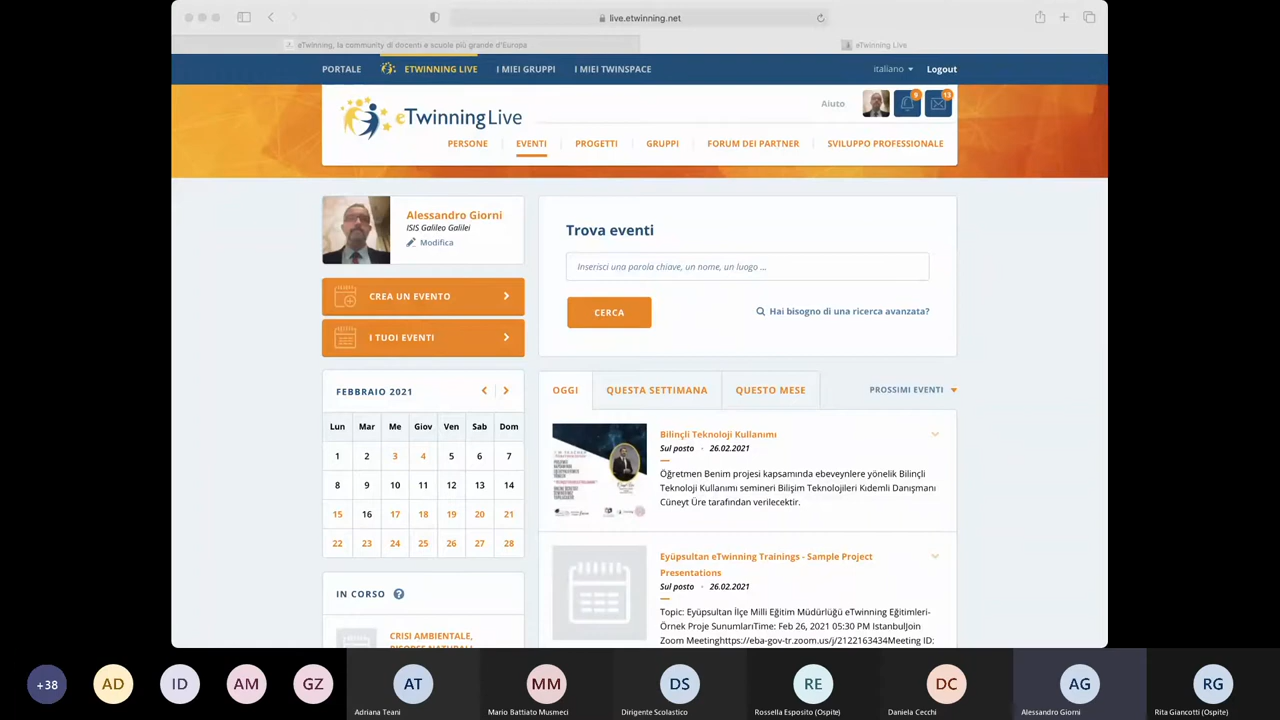 live.etwinning.net
eTwinning, la community di docenti e scuole più grande d'Europa
eTwinning Live
PORTALE
ETWINNING LIVE
I MIEI GRUPPI
I MIEI TWINSPACE
italiano
Logout
eTwinning Live
Aiuto
9
13
PERSONE
EVENTI
PROGETTI
GRUPPI
FORUM DEI PARTNER
SVILUPPO PROFESSIONALE
Alessandro Giorni
ISIS Galileo Galilei
Modifica
CREA UN EVENTO
I TUOI EVENTI
Trova eventi
Inserisci una parola chiave, un nome, un luogo ...
CERCA
Hai bisogno di una ricerca avanzata?
FEBBRAIO 2021
Lun Mar Me Giov Ven Sab Dom
1 2 3 4 5 6 7
8 9 10 11 12 13 14
15 16 17 18 19 20 21
22 23 24 25 26 27 28
IN CORSO ?
CRISI AMBIENTALE,
OGGI
QUESTA SETTIMANA
QUESTO MESE
PROSSIMI EVENTI
Bilinçli Teknoloji Kullanımı
Sul posto · 26.02.2021
Öğretmen Benim projesi kapsamında ebeveynlere yönelik Bilinçli
Teknoloji Kullanımı semineri Bilişim Teknolojileri Kıdemli Danışmanı
Cüneyt Üre tarafından verilecektir.
Eyüpsultan eTwinning Trainings - Sample Project
Presentations
Sul posto · 26.02.2021
Topic: Eyüpsultan İlçe Milli Eğitim Müdürlüğü eTwinning Eğitimleri-
Örnek Proje SunumlarıTime: Feb 26, 2021 05:30 PM IstanbulJoin
Zoom Meetinghttps://eba-gov-tr.zoom.us/j/2122163434Meeting ID:
+38
AD
ID
AM
GZ
AT
Adriana Teani
MM
Mario Battiato Musmeci
DS
Dirigente Scolastico
RE
Rossella Esposito (Ospite)
DC
Daniela Cecchi
AG
Alessandro Giorni
RG
Rita Giancotti (Ospite)